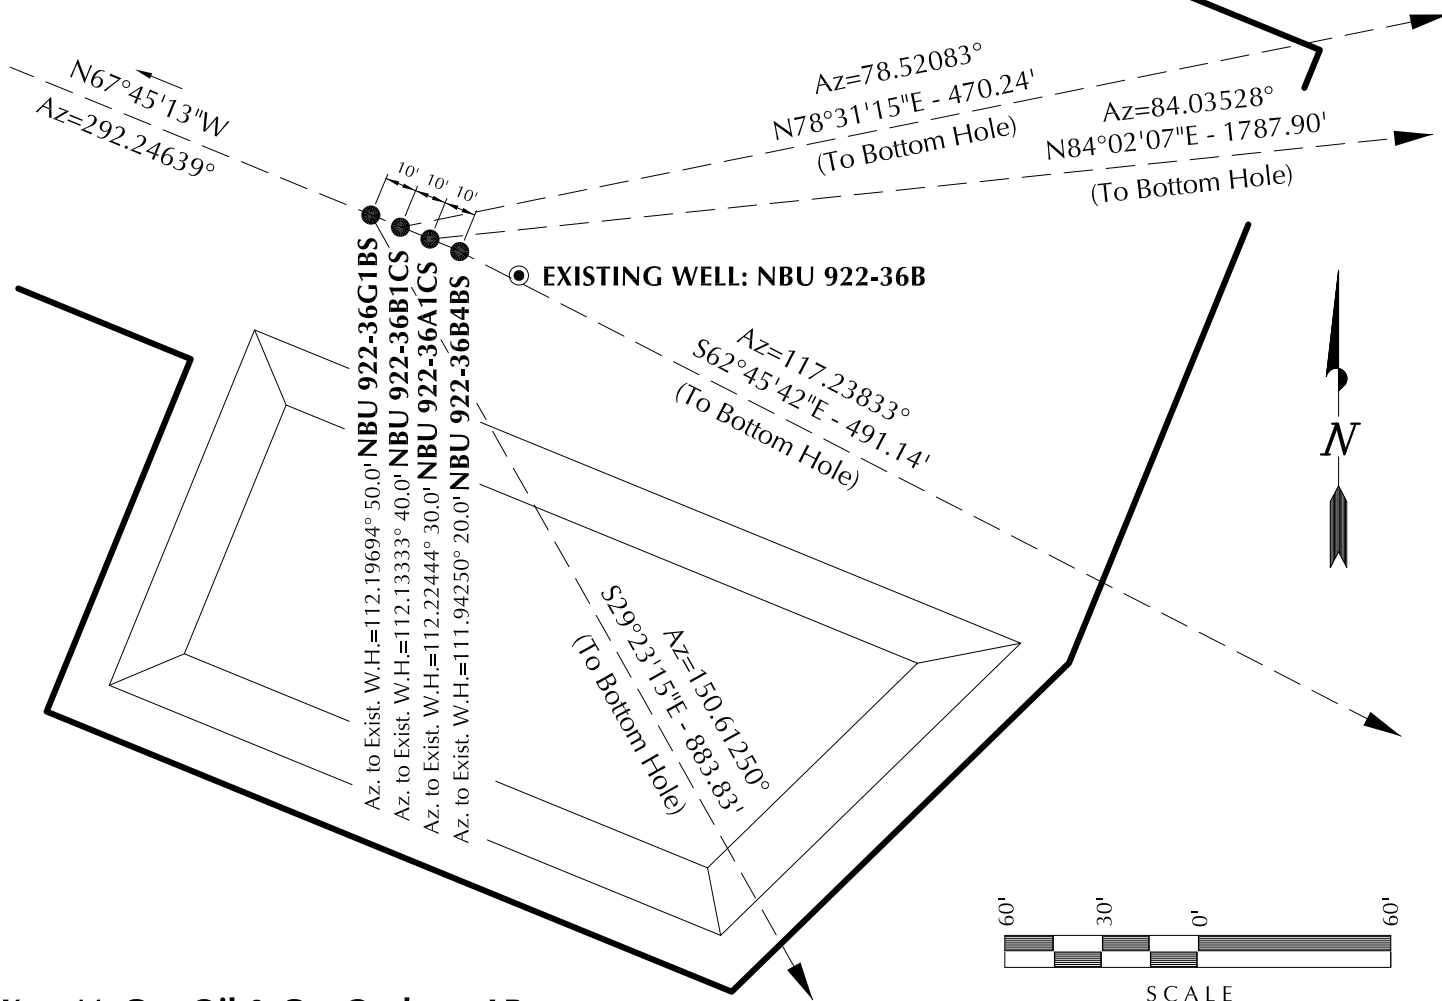 N67°45'13"W
Az=292.24639°
Az=78.52083°
N78°31'15"E - 470.24'
(To Bottom Hole)
Az=84.03528°
N84°02'07"E - 1787.90'
(To Bottom Hole)
10' 10' 10'
EXISTING WELL: NBU 922-36B
Az. to Exist. W.H.=112.19694° 50.0' NBU 922-36G1BS
Az. to Exist. W.H.=112.13333° 40.0' NBU 922-36B1CS
Az. to Exist. W.H.=112.22444° 30.0' NBU 922-36A1CS
Az. to Exist. W.H.=111.94250° 20.0' NBU 922-36B4BS
Az=117.23833°
S62°45'42"E - 491.14'
(To Bottom Hole)
Az=150.61250°
S29°23'15"E - 883.83'
(To Bottom Hole)
N
60' 30' 0' 60'
SCALE